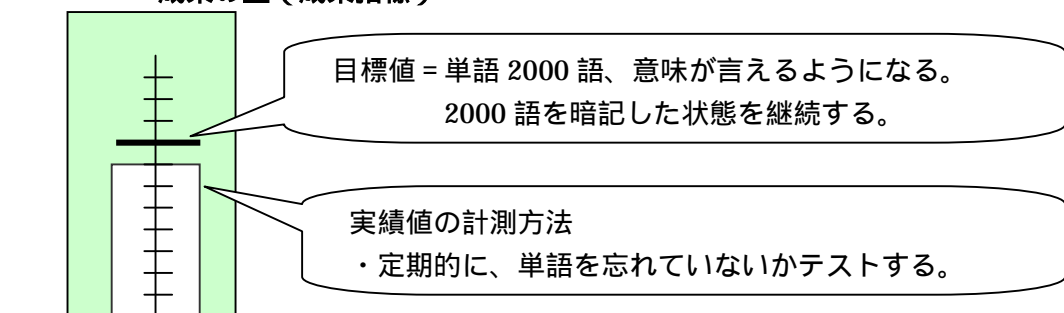 目標値 = 単語 2000 語、意味が言えるようになる。
2000 語を暗記した状態を継続する。
実績値の計測方法
・定期的に、単語を忘れていないかテストする。